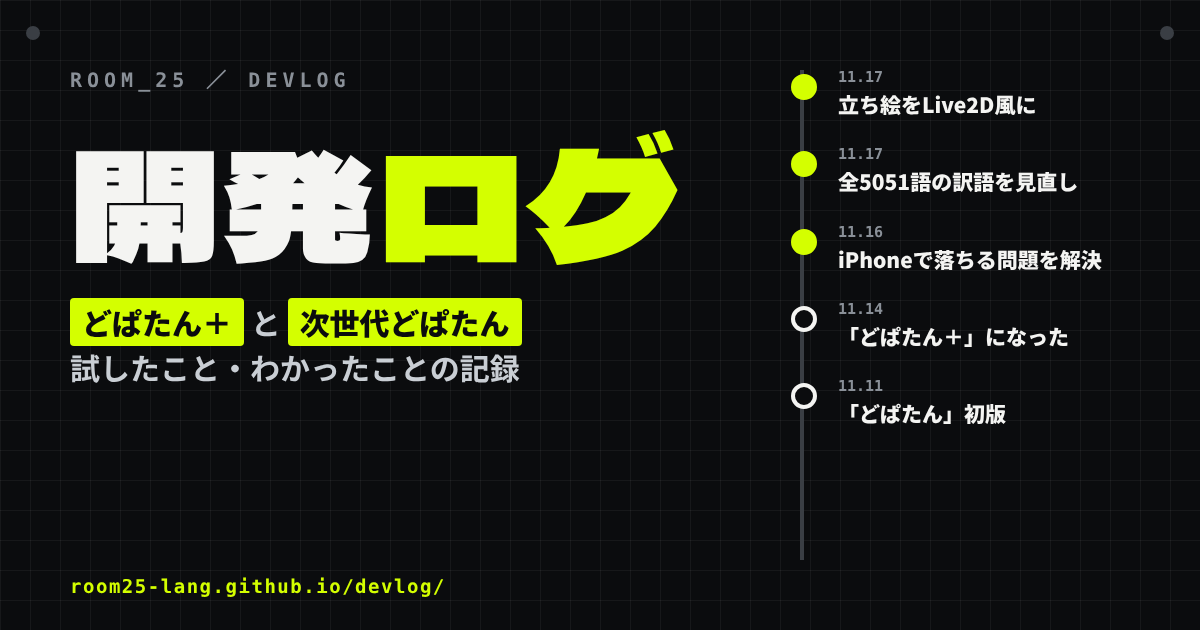 ROOM_25 ／ DEVLOG
開発ログ
どぱたん＋ と 次世代どぱたん
試したこと・わかったことの記録
room25-lang.github.io/devlog/
11.17
立ち絵をLive2D風に
11.17
全5051語の訳語を見直し
11.16
iPhoneで落ちる問題を解決
11.14
「どぱたん＋」になった
11.11
「どぱたん」初版